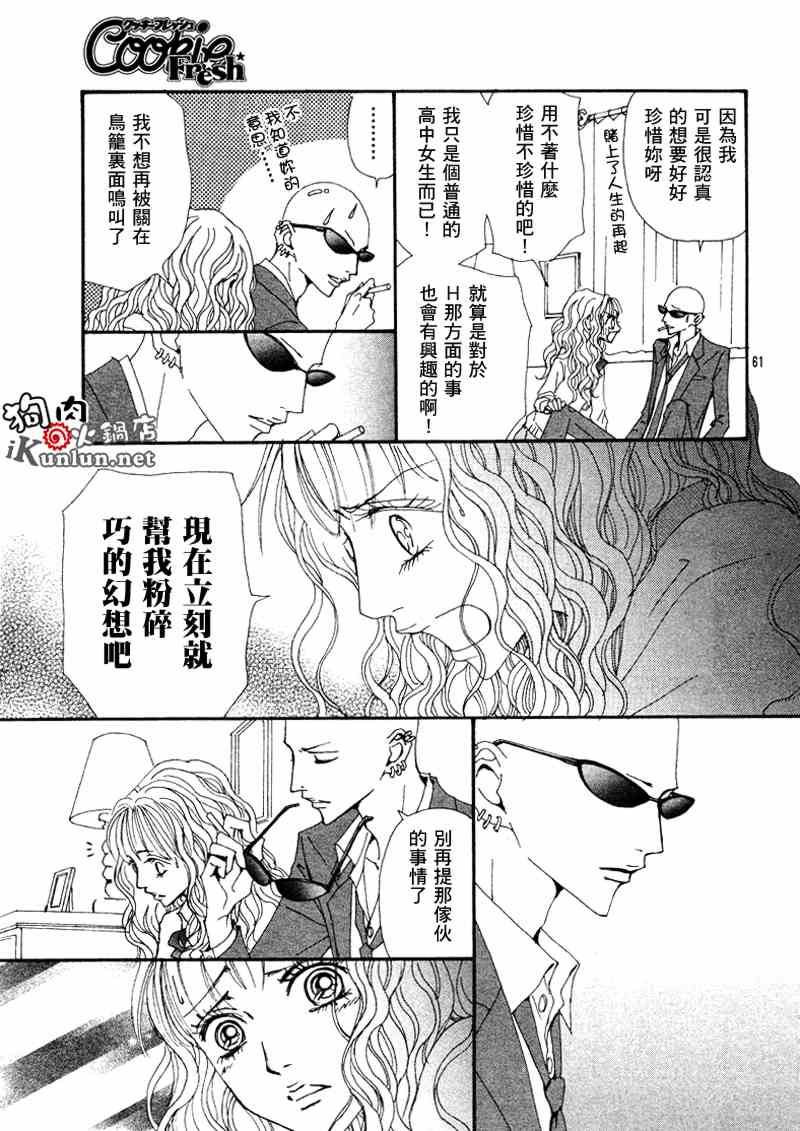 クッキーフレッシュ
Cookie
Fresh
因為我
可是很認真
的想要好好
珍惜妳呀
賭上了人生的再起
用不著什麼
珍惜不珍惜的吧！
我只是個普通的
高中女生而已！
就算是對於
H那方面的事
也會有興趣的啊！
61
………
不
我知道妳的
意思……
我不想再被關在
鳥籠裏面鳴叫了
狗肉
火鍋店
iKunlun.net
現在立刻就
幫我粉碎
巧的幻想吧
別再提那傢伙
的事情了